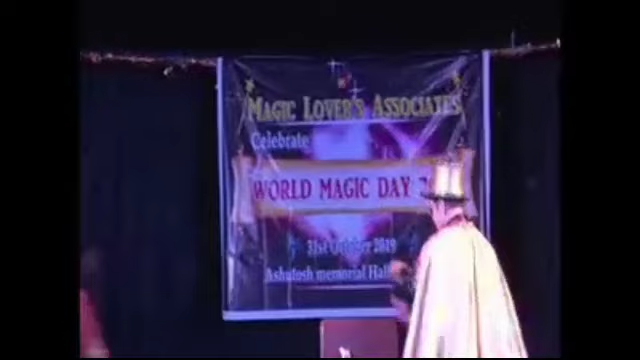 MAGIC LOVER'S ASSOCIATES
Celebrate
WORLD MAGIC DAY
31st October 2019
Ashutosh memorial Hall